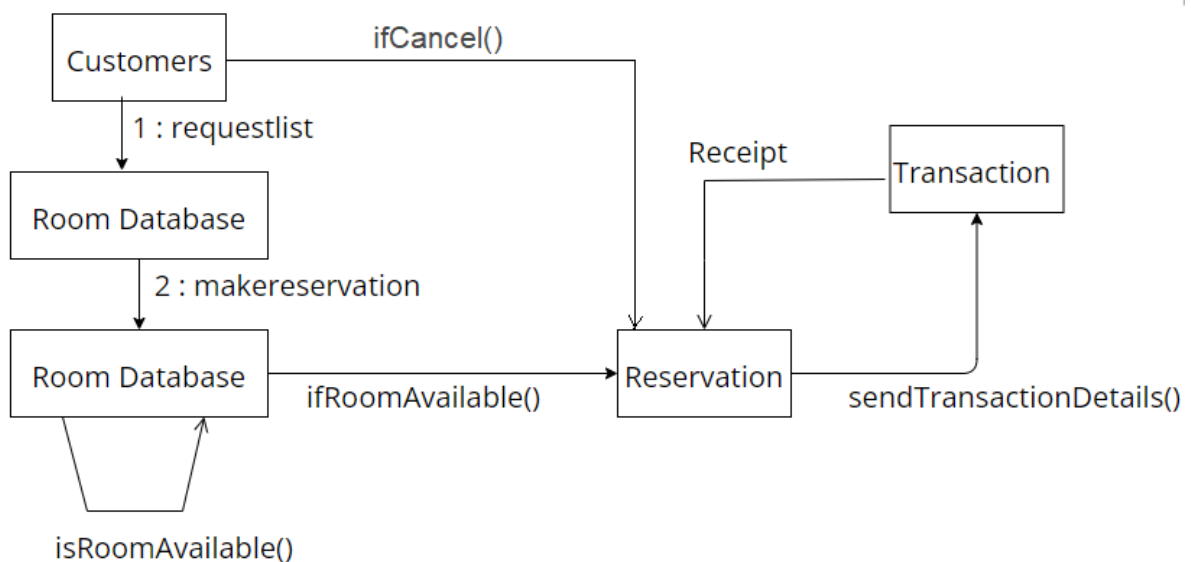 ifCancel()
Customers
1 : requestlist
Receipt
Transaction
Room Database
2 : makereservation
Room Database
ifRoomAvailable()
Reservation
sendTransactionDetails()
isRoomAvailable()